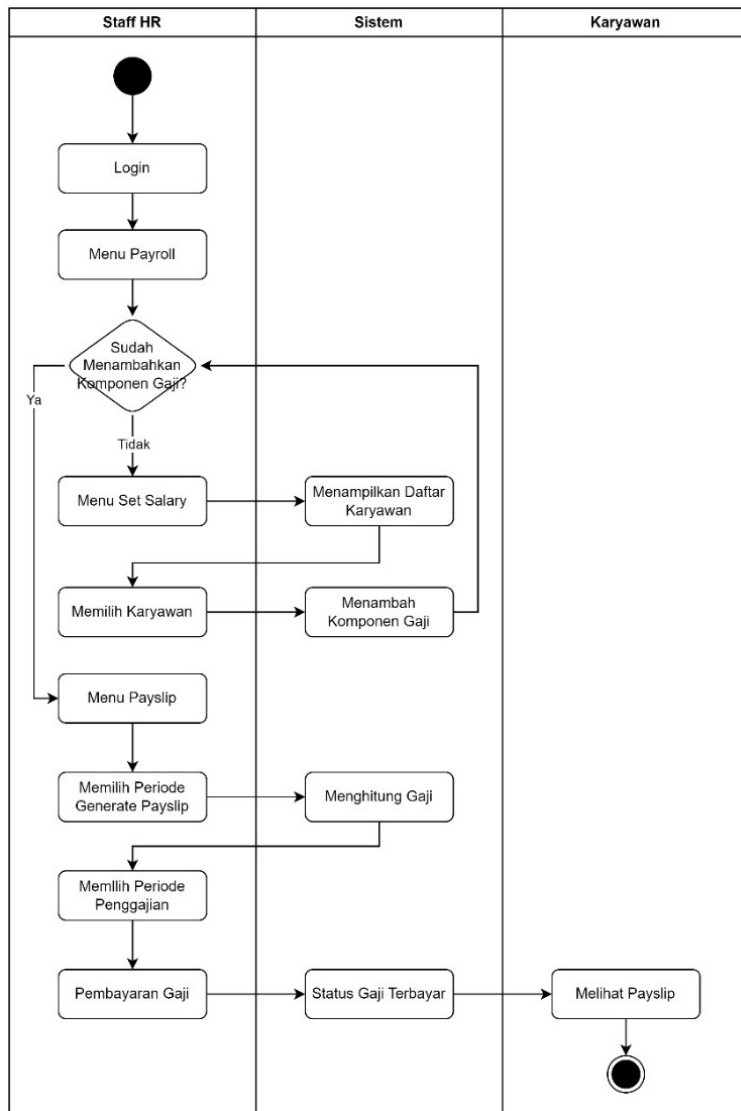 Staff HR
Sistem
Karyawan
Login
Menu Payroll
Sudah
Menambahkan
Komponen Gaji?
Ya
Tidak
Menu Set Salary
Menampilkan Daftar
Karyawan
Memilih Karyawan
Menambah
Komponen Gaji
Menu Payslip
Memilih Periode
Generate Payslip
Menghitung Gaji
MemIlih Periode
Penggajian
Pembayaran Gaji
Status Gaji Terbayar
Melihat Payslip